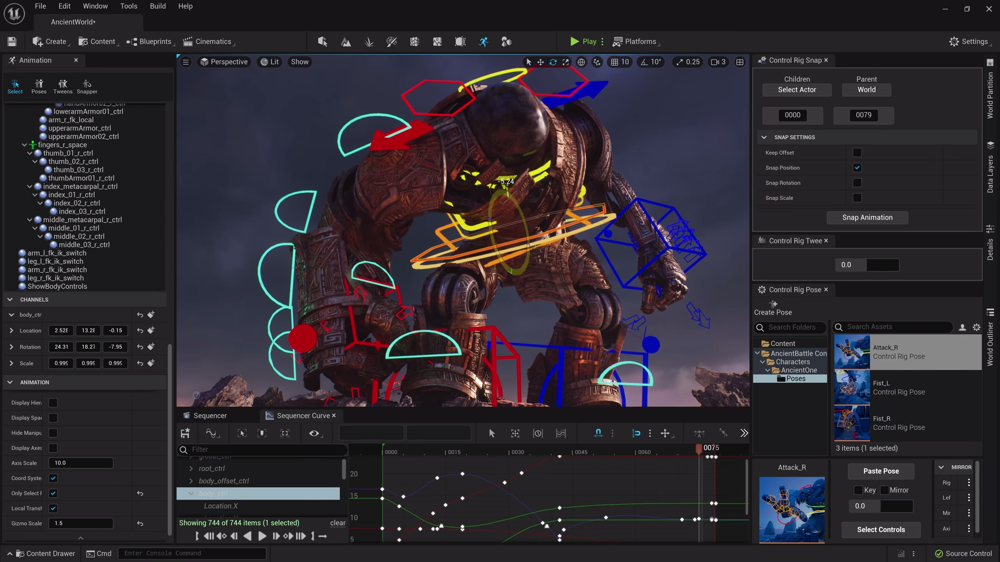 File Edit Window Tools Build Help
AncientWorld*
Create Content Blueprints Cinematics Play Platforms Settings
Animation
Select Poses Tweens Snapper
lowerarmArmor01_ctrl
arm_r_fk_local
upperarmArmor_ctrl
upperarmArmor02_ctrl
fingers_r_space
thumb_01_r_ctrl
thumb_02_r_ctrl
thumb_03_r_ctrl
thumbArmor01_r_ctrl
index_metacarpal_r_ctrl
index_01_r_ctrl
index_02_r_ctrl
index_03_r_ctrl
middle_metacarpal_r_ctrl
middle_01_r_ctrl
middle_02_r_ctrl
middle_03_r_ctrl
arm_l_fk_ik_switch
leg_l_fk_ik_switch
arm_r_fk_ik_switch
leg_r_fk_ik_switch
ShowBodyControls
CHANNELS
body_ctr
Location 2.528 13.28 -0.15
Rotation 24.31 18.27 -7.95
Scale 0.999 0.999 0.999
ANIMATION
Display Hier
Display Spa
Hide Manipu
Display Axes
Axis Scale 10.0
Coord Syste
Only Select F
Local Transf
Gizmo Scale 1.5
Perspective Lit Show
10 10° 0.25 3
-5.24
Sequencer
Sequencer Curve
Filter
global_ctrl
root_ctrl
body_offset_ctrl
body_ctrl
Location.X
Showing 744 of 744 items (1 selected) clear
0000 0015 0030 0045 0060 0075
20
15
10
5
Control Rig Snap
Children Parent
Select Actor World
0000 0079
SNAP SETTINGS
Keep Offset
Snap Position
Snap Rotation
Snap Scale
Snap Animation
Control Rig Twee
0.0
Control Rig Pose
Create Pose
Search Folders
Search Assets
Content
AncientBattle Con
Characters
AncientOne
Poses
Attack_R
Control Rig Pose
Fist_L
Control Rig Pose
Fist_R
Control Rig Pose
3 items (1 selected)
Attack_R
Paste Pose
Key Mirror
0.0
Select Controls
MIRROR
Rig
Lef
Mir
Axi
World Partition
Data Layers
Details
World Outliner
Content Drawer Cmd Enter Console Command Source Control